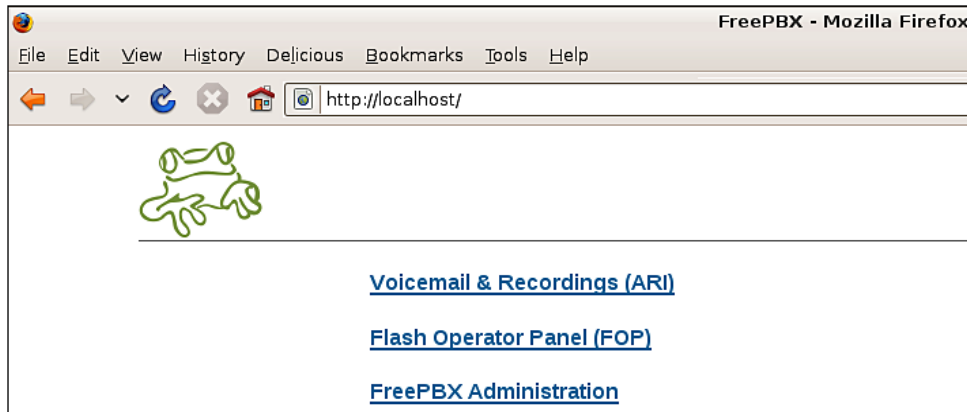 FreePBX - Mozilla Firefox
File Edit View History Delicious Bookmarks Tools Help
http://localhost/
Voicemail & Recordings (ARI)
Flash Operator Panel (FOP)
FreePBX Administration